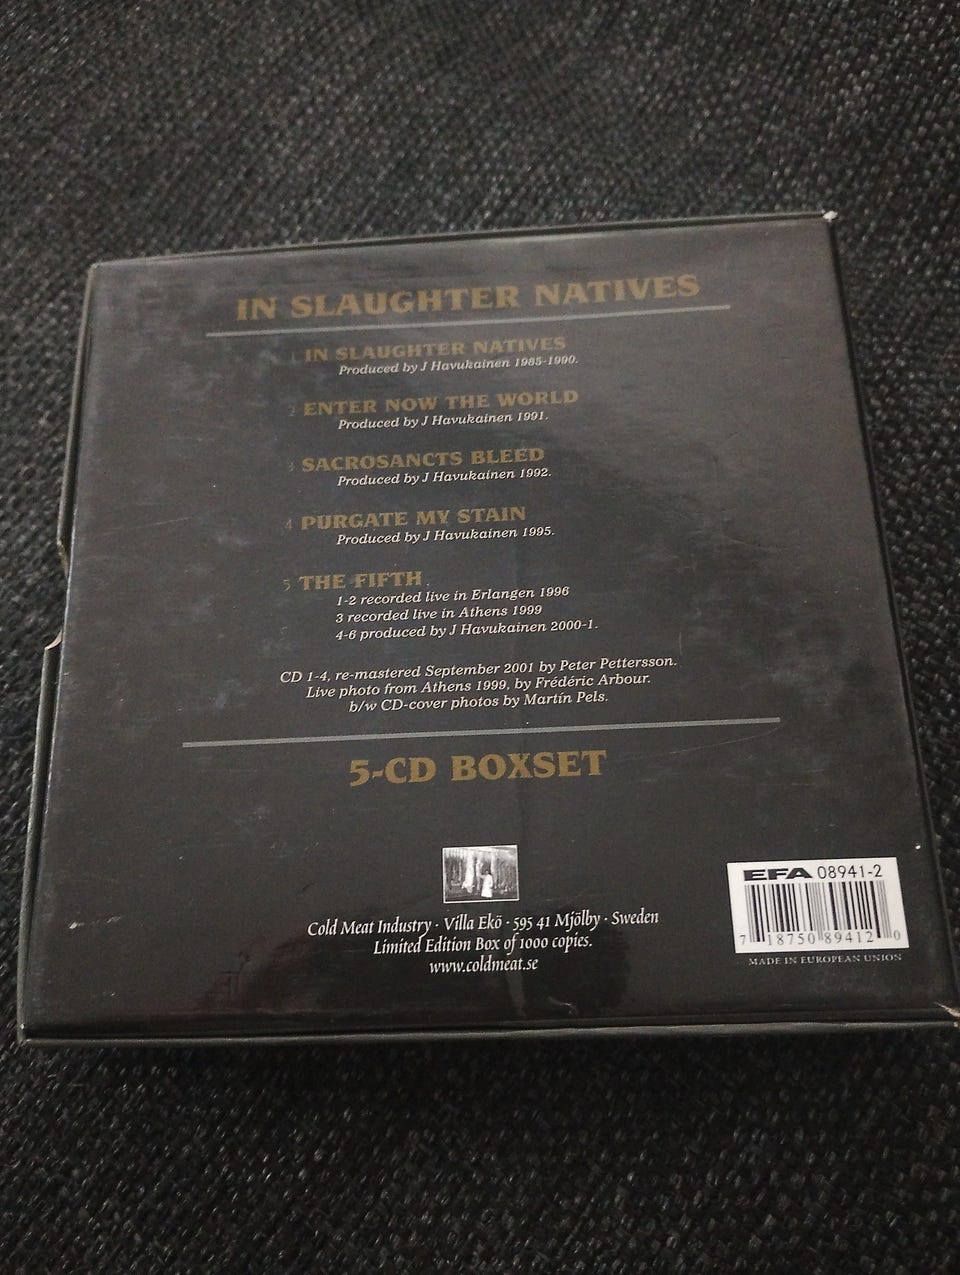 IN SLAUGHTER NATIVES
1 IN SLAUGHTER NATIVES
Produced by J Havukainen 1985-1990.
2 ENTER NOW THE WORLD
Produced by J Havukainen 1991.
3 SACROSANCTS BLEED
Produced by J Havukainen 1992.
4 PURGATE MY STAIN
Produced by J Havukainen 1995.
5 THE FIFTH
1-2 recorded live in Erlangen 1996
3 recorded live in Athens 1999
4-6 produced by J Havukainen 2000-1.
CD 1-4, re-mastered September 2001 by Peter Pettersson.
Live photo from Athens 1999, by Frédéric Arbour.
b/w CD-cover photos by Martin Pels.
5-CD BOXSET
Cold Meat Industry · Villa Ekö · 595 41 Mjölby · Sweden
Limited Edition Box of 1000 copies.
www.coldmeat.se
EFA 08941-2
7 18750 89412 0
MADE IN EUROPEAN UNION